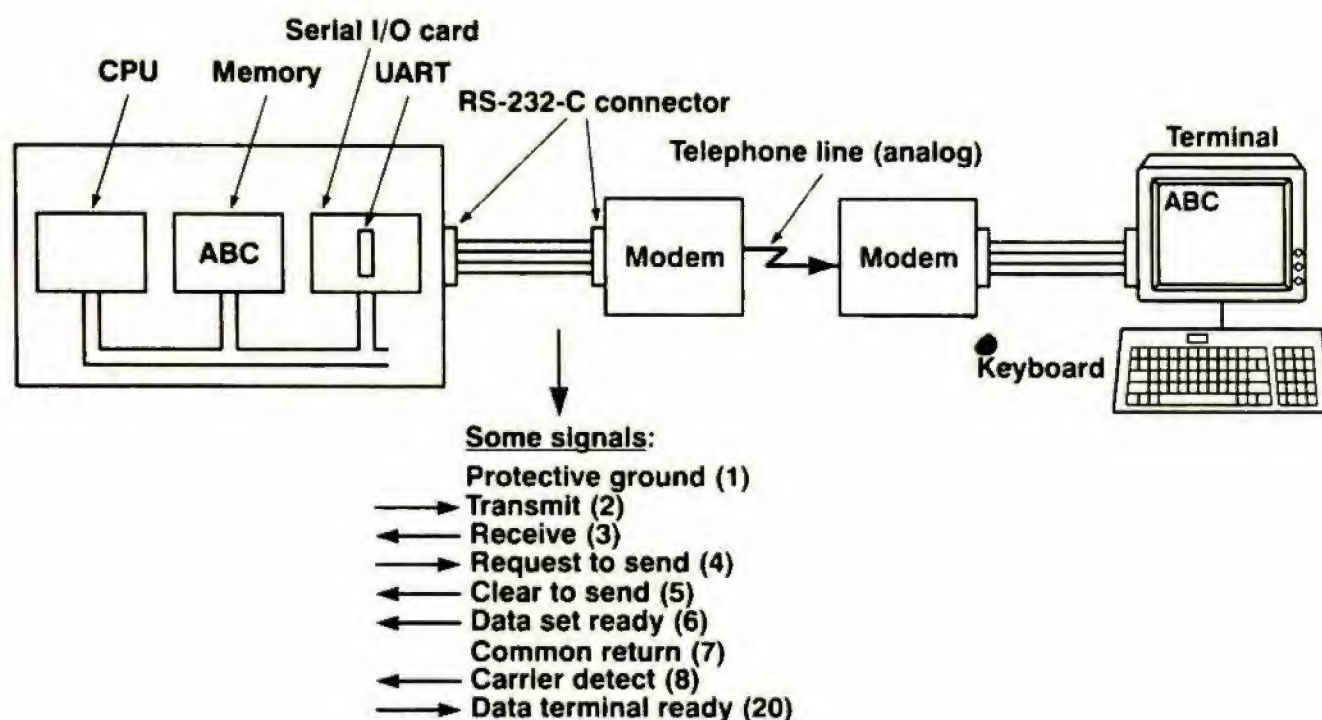 Serial I/O card
CPU
Memory
UART
RS-232-C connector
Telephone line (analog)
Terminal
ABC
Modem
Modem
ABC
Keyboard
Some signals:
Protective ground (1)
Transmit (2)
Receive (3)
Request to send (4)
Clear to send (5)
Data set ready (6)
Common return (7)
Carrier detect (8)
Data terminal ready (20)